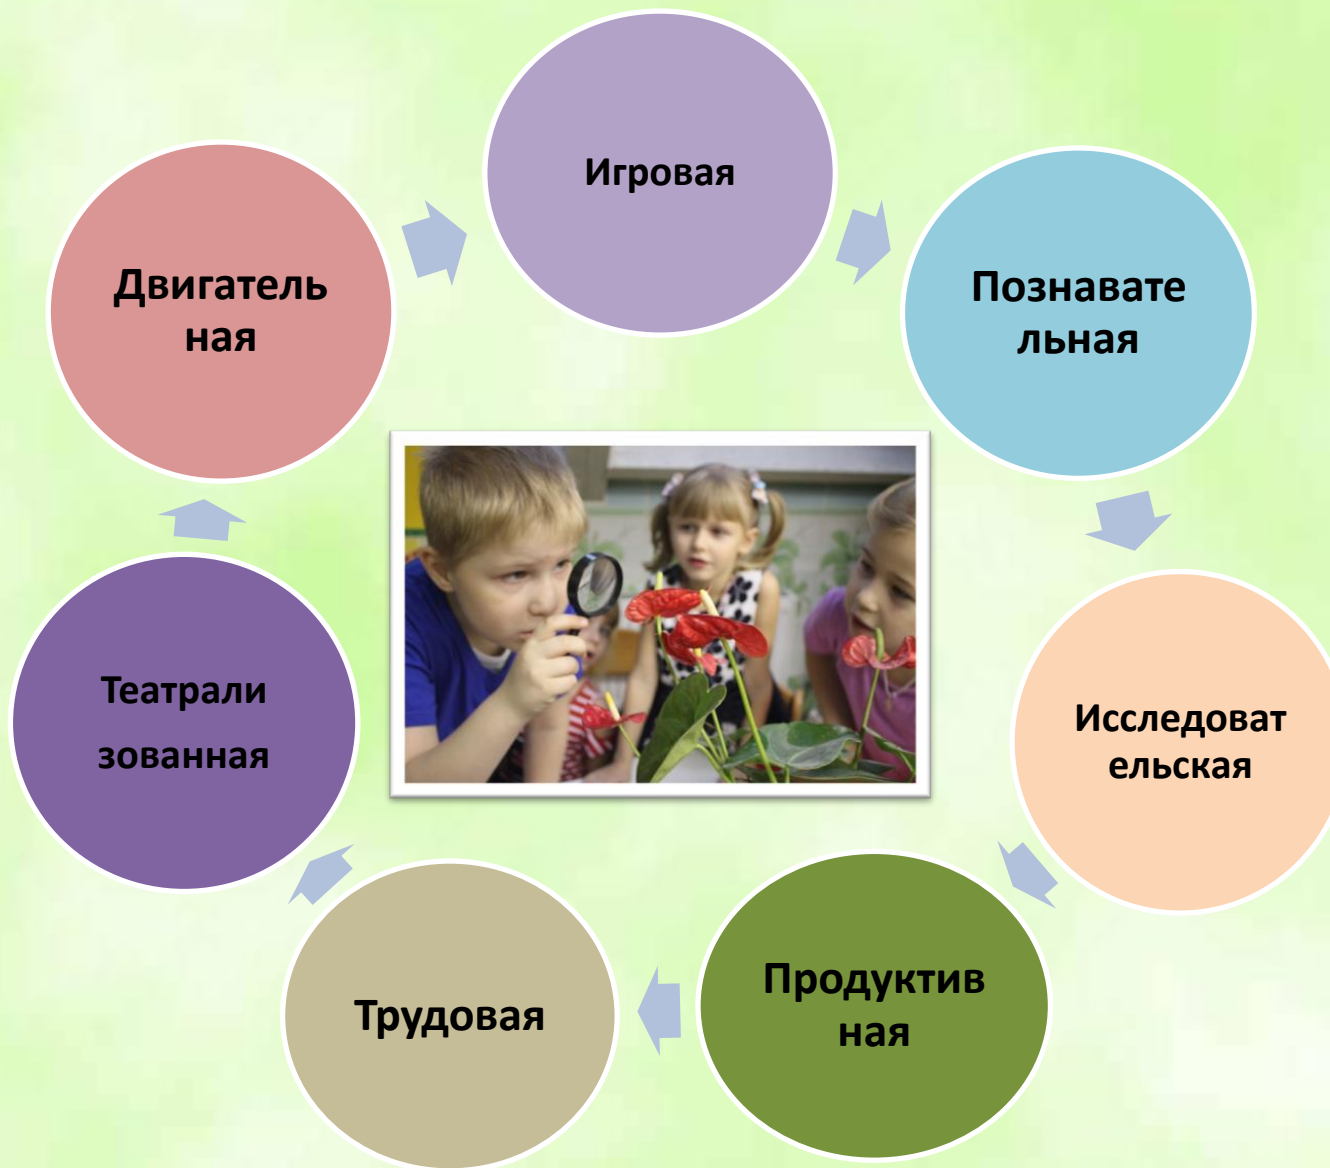 Игровая
Познавате
льная
Исследоват
ельская
Продуктив
ная
Трудовая
Театрали
зованная
Двигатель
ная